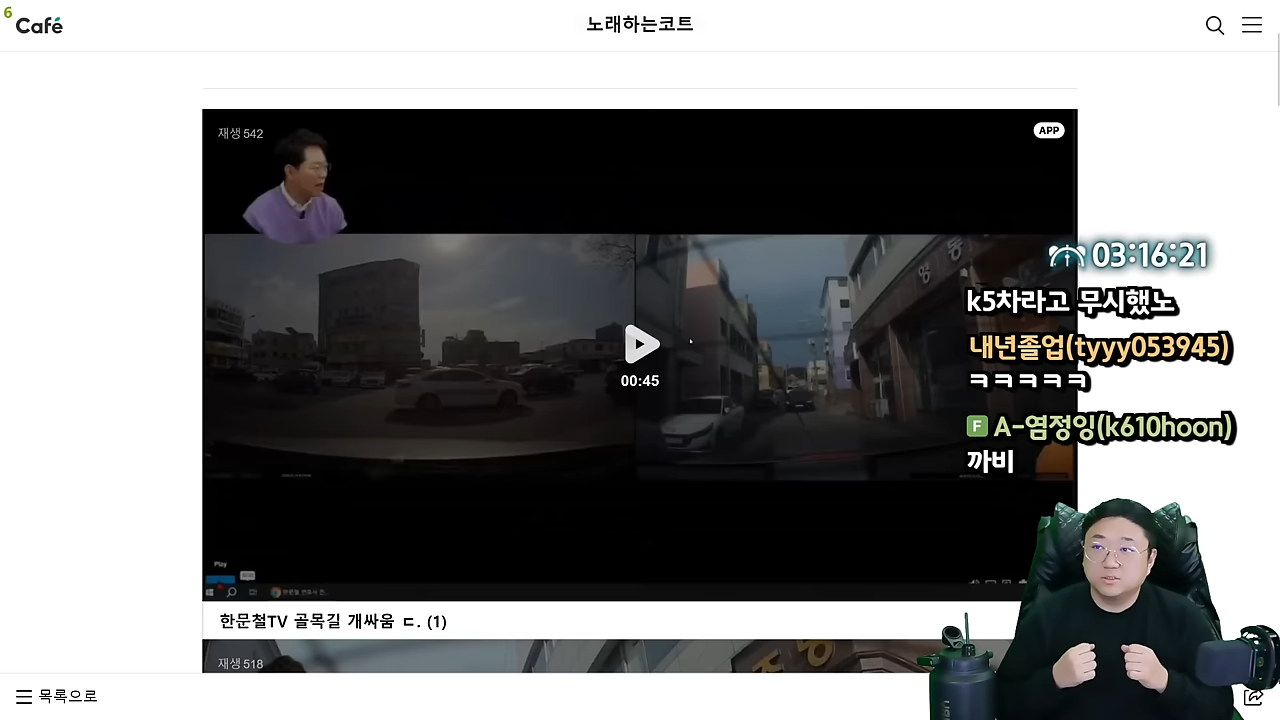 6
Café
노래하는코트
재생 542
APP
양 동
03:16:21
k5차라고 무시했노
내년졸업(tyyy053945)
ㅋㅋㅋㅋㅋ
F A-염정잉(k610hoon)
까비
00:45
Play
한문철TV 골목길 개싸움 ㄷ. (1)
재생 518
목록으로